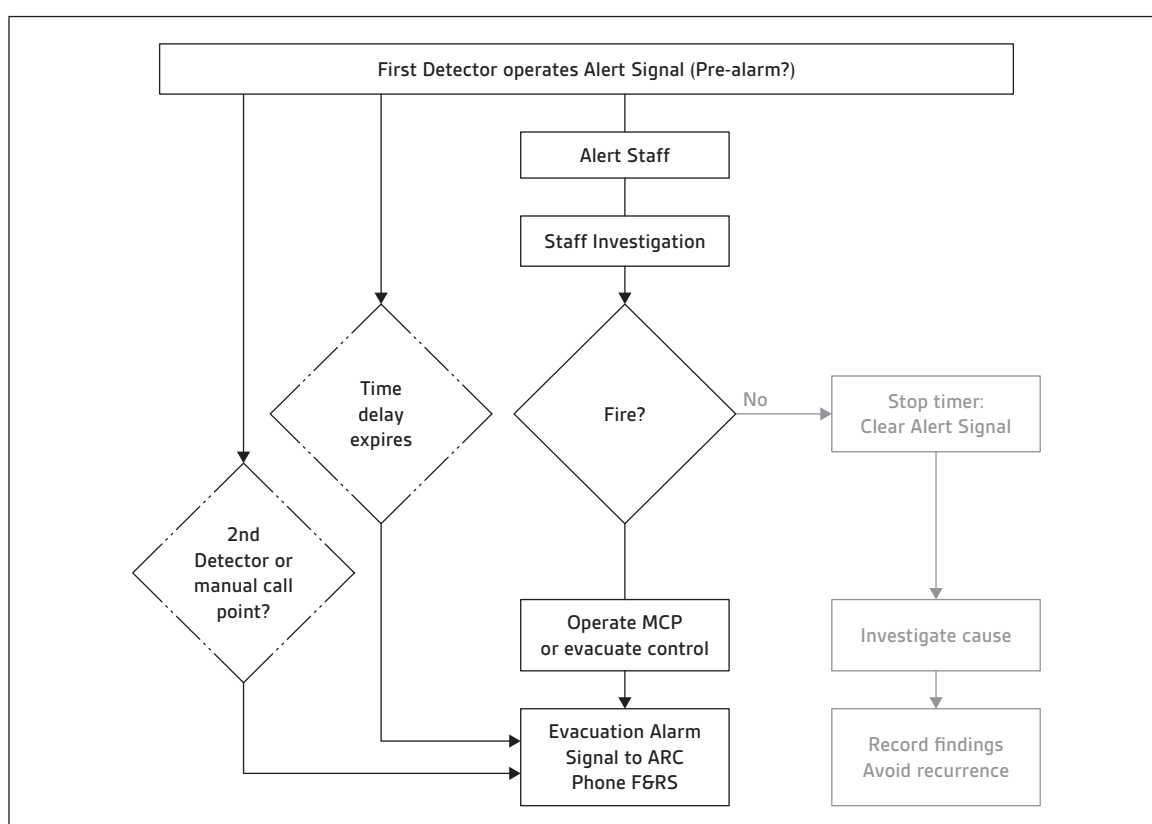 First Detector operates Alert Signal (Pre-alarm?)
Alert Staff
Staff Investigation
Time
delay
expires
Fire?
No
Stop timer:
Clear Alert Signal
2nd
Detector or
manual call
point?
Operate MCP
or evacuate control
Investigate cause
Evacuation Alarm
Signal to ARC
Phone F&RS
Record findings
Avoid recurrence